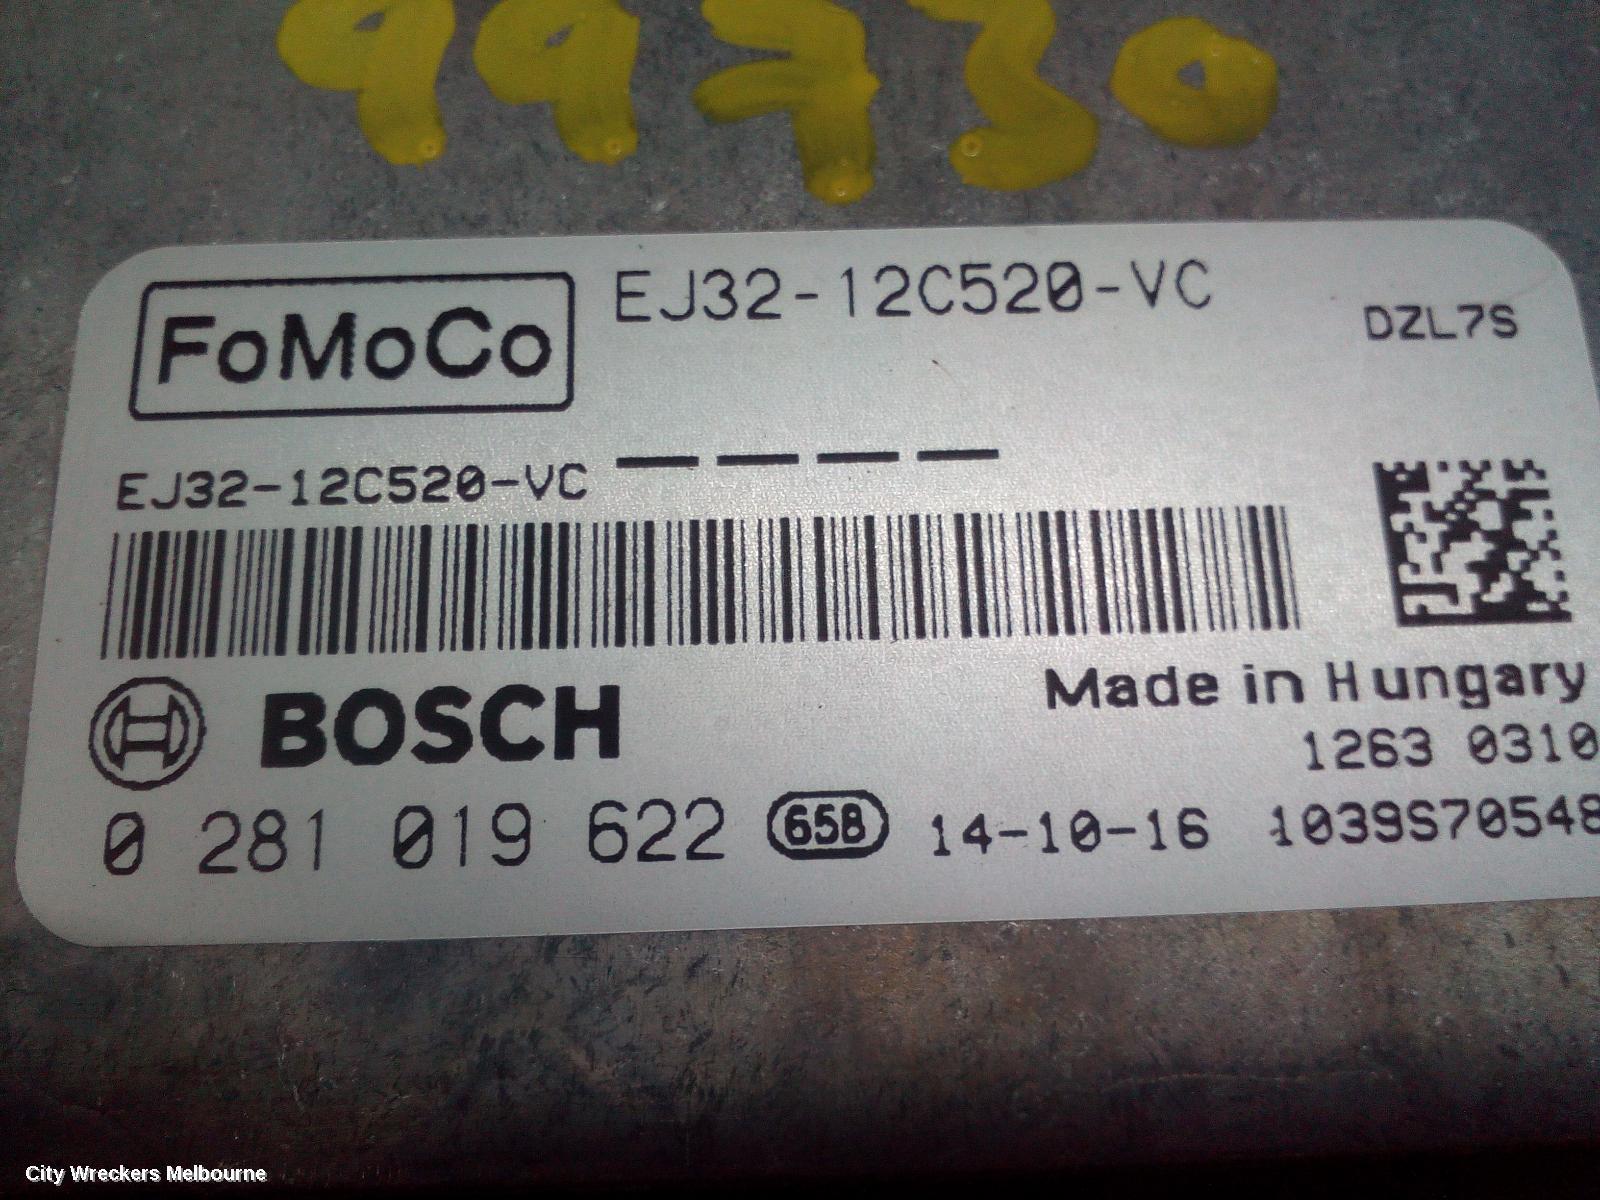 99730
FoMoCo
EJ32-12C520-VC
DZL7S
EJ32-12C520-VC
Made in Hungary
BOSCH
1263 0310
0 281 019 622 658 14-10-16 1039S70548
City Wreckers Melbourne